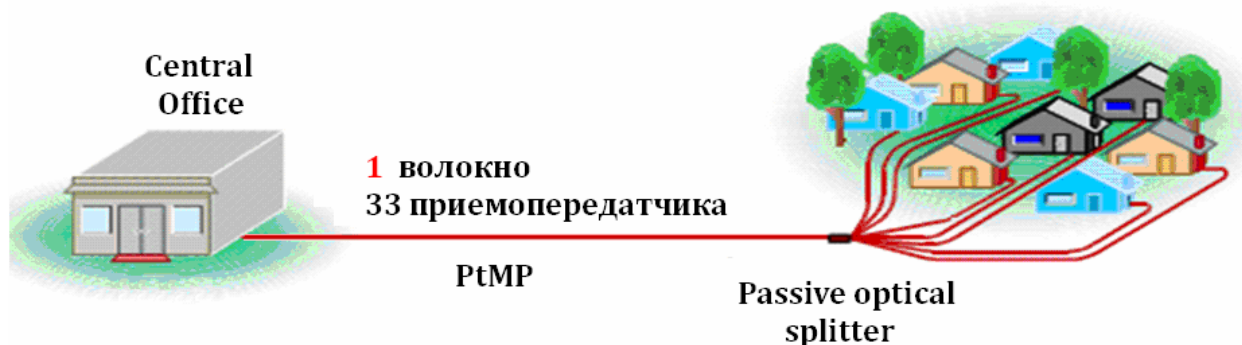 Central
Office
1 волокно
33 приемопередатчика
PtMP
Passive optical
splitter